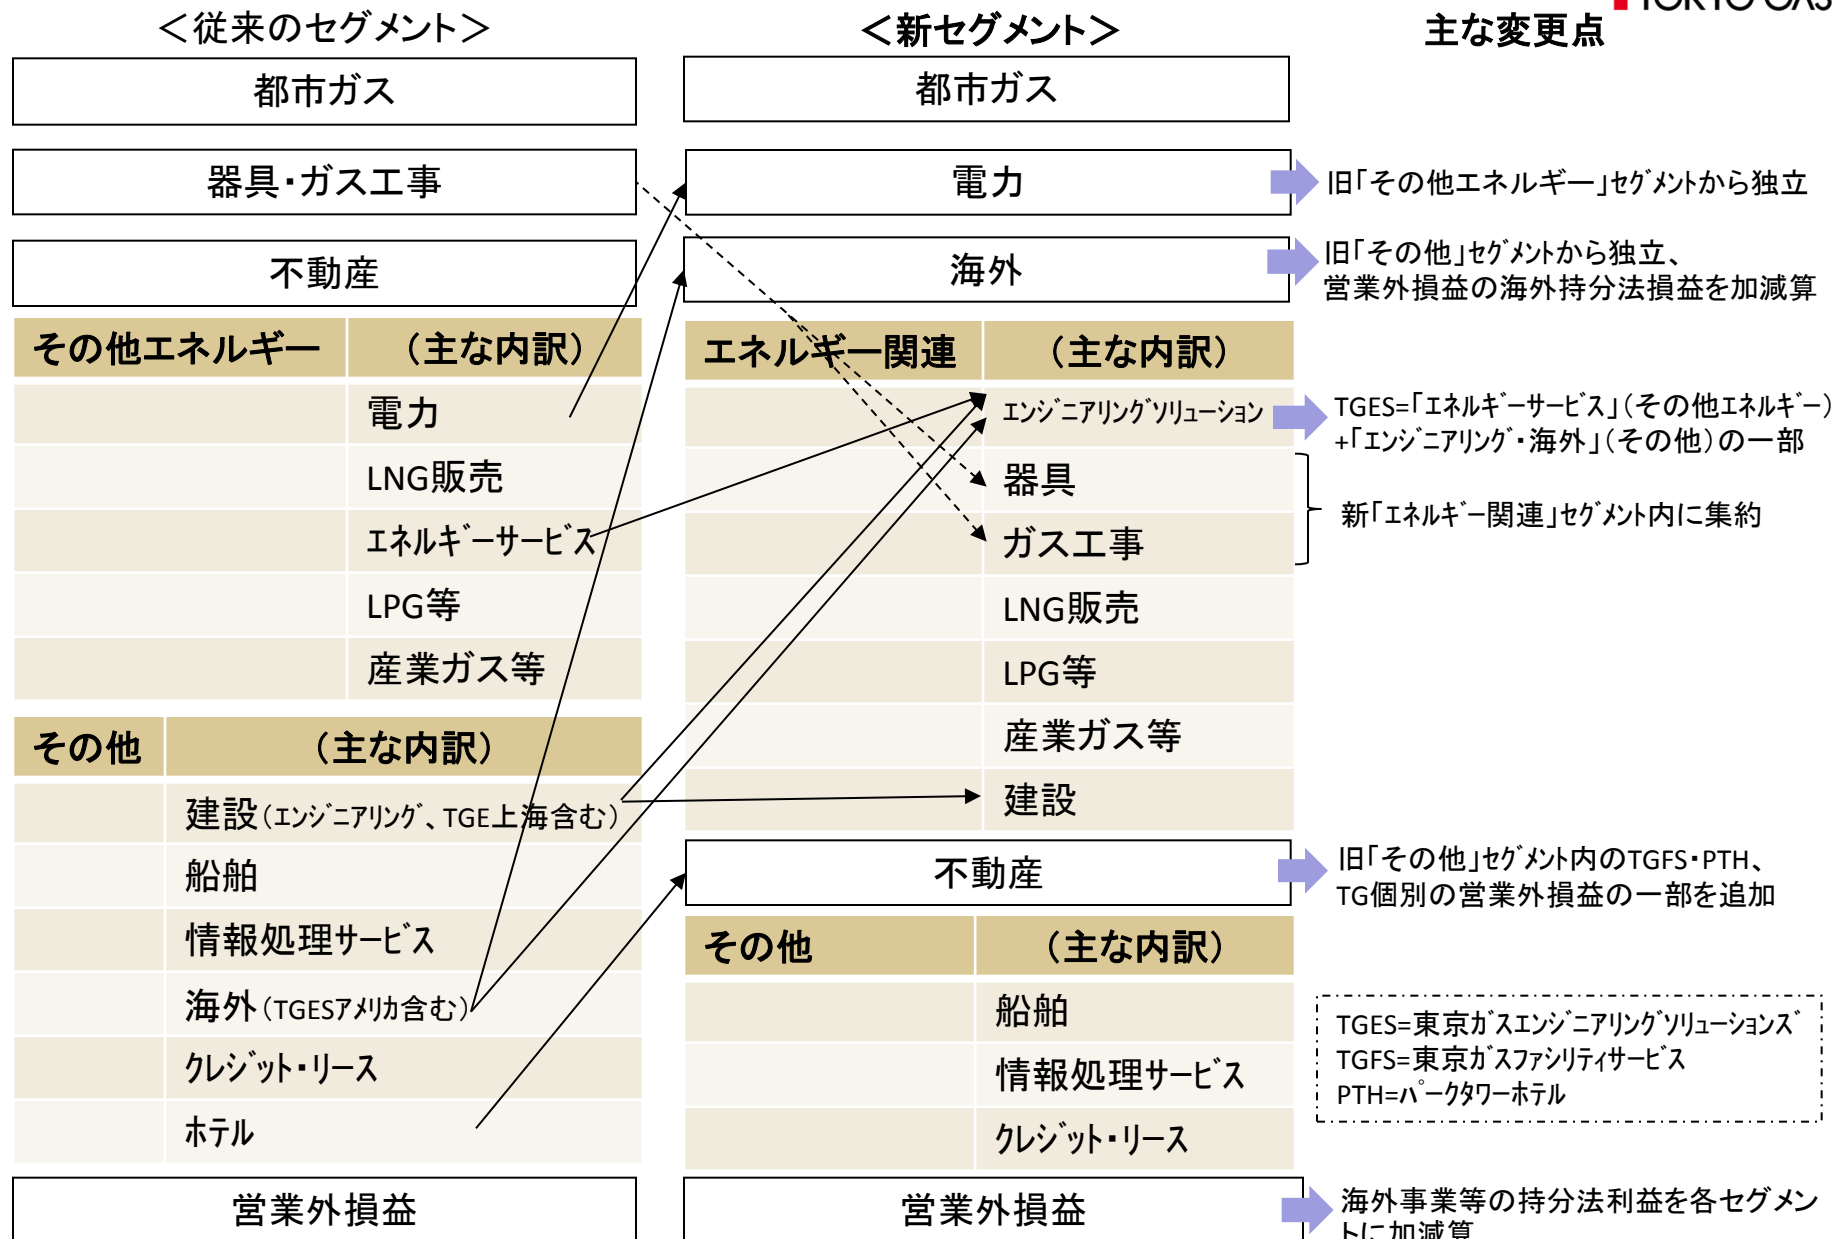 TOKYO GAS
＜従来のセグメント＞
都市ガス
器具・ガス工事
不動産
その他エネルギー （主な内訳）
電力
LNG販売
ｴﾈﾙｷﾞｰｻｰﾋﾞｽ
LPG等
産業ガス等
その他 （主な内訳）
建設（ｴﾝｼﾞﾆｱﾘﾝｸﾞ、TGE上海含む）
船舶
情報処理ｻｰﾋﾞｽ
海外（TGESｱﾒﾘｶ含む）
ｸﾚｼﾞｯﾄ・ﾘｰｽ
ﾎﾃﾙ
営業外損益
＜新セグメント＞
都市ガス
電力
海外
エネルギー関連 （主な内訳）
ｴﾝｼﾞﾆｱﾘﾝｸﾞｿﾘｭｰｼｮﾝ
器具
ガス工事
LNG販売
LPG等
産業ガス等
建設
不動産
その他 （主な内訳）
船舶
情報処理ｻｰﾋﾞｽ
ｸﾚｼﾞｯﾄ・ﾘｰｽ
営業外損益
主な変更点
旧「その他エネルギー」ｾｸﾞﾒﾝﾄから独立
旧「その他」ｾｸﾞﾒﾝﾄから独立、
営業外損益の海外持分法損益を加減算
TGES=「ｴﾈﾙｷﾞｰｻｰﾋﾞｽ」（その他ｴﾈﾙｷﾞｰ）
+「ｴﾝｼﾞﾆｱﾘﾝｸﾞ・海外」（その他）の一部
新「ｴﾈﾙｷﾞｰ関連」ｾｸﾞﾒﾝﾄ内に集約
旧「その他」ｾｸﾞﾒﾝﾄ内のTGFS・PTH、
TG個別の営業外損益の一部を追加
TGES=東京ｶﾞｽｴﾝｼﾞﾆｱﾘﾝｸﾞｿﾘｭｰｼｮﾝｽﾞ
TGFS=東京ｶﾞｽﾌｧｼﾘﾃｨｻｰﾋﾞｽ
PTH=ﾊﾟｰｸﾀﾜｰﾎﾃﾙ
海外事業等の持分法利益を各セグメン
トに加減算